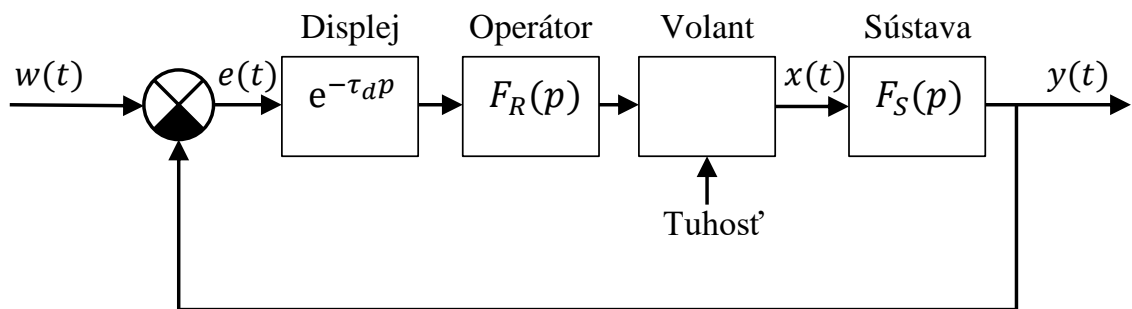 Displej Operátor Volant Sústava
w(t) e(t) x(t) y(t)
e^{-τ_d p} F_R(p) F_S(p)
Tuhosť